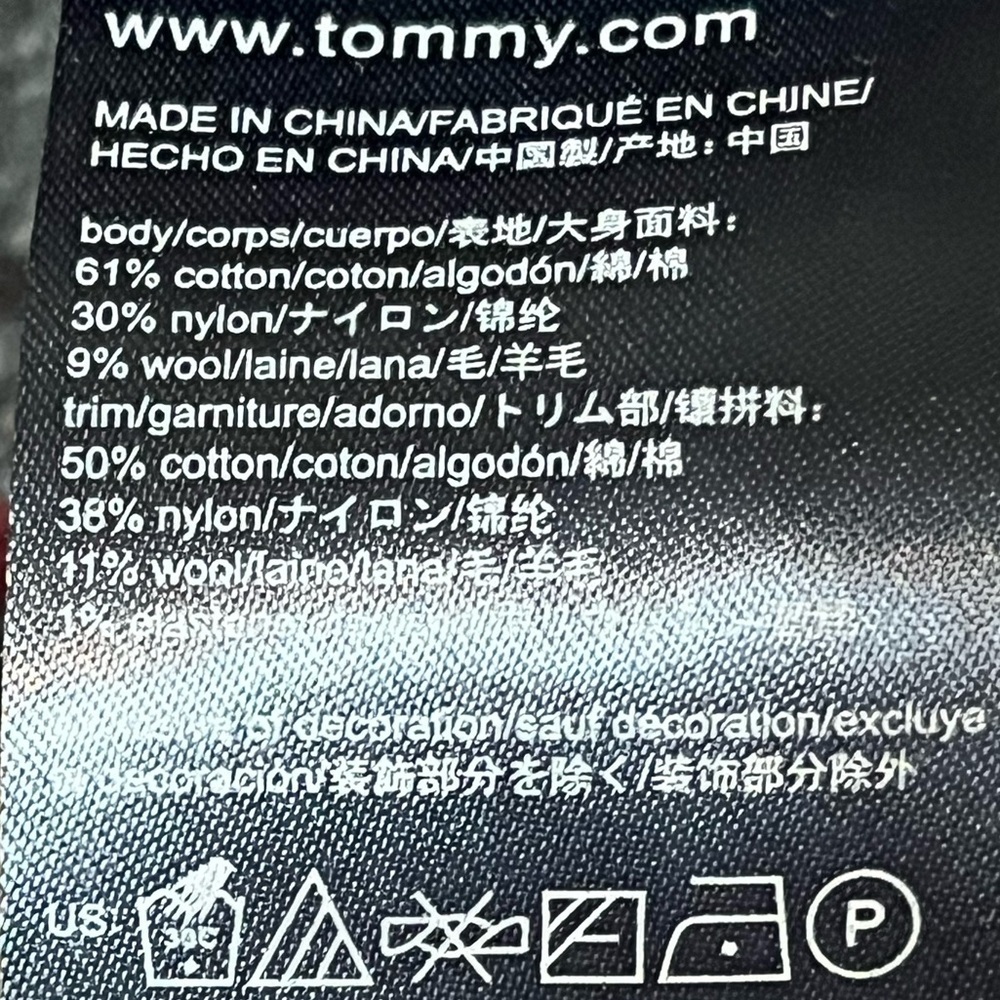 www.tommy.com
MADE IN CHINA/FABRIQUÉ EN CHINE/
HECHO EN CHINA/中国製/产地：中国
body/corps/cuerpo/表地/大身面料：
61% cotton/coton/algodón/綿/棉
30% nylon/ナイロン/锦纶
9% wool/laine/lana/毛/羊毛
trim/garniture/adorno/トリム部/镶拼料：
50% cotton/coton/algodón/綿/棉
38% nylon/ナイロン/锦纶
11% wool/laine/lana/毛/羊毛
1%
of decoration/sauf décoration/excluye
decoración/装飾部分を除く/装饰部分除外
US:
30C
P